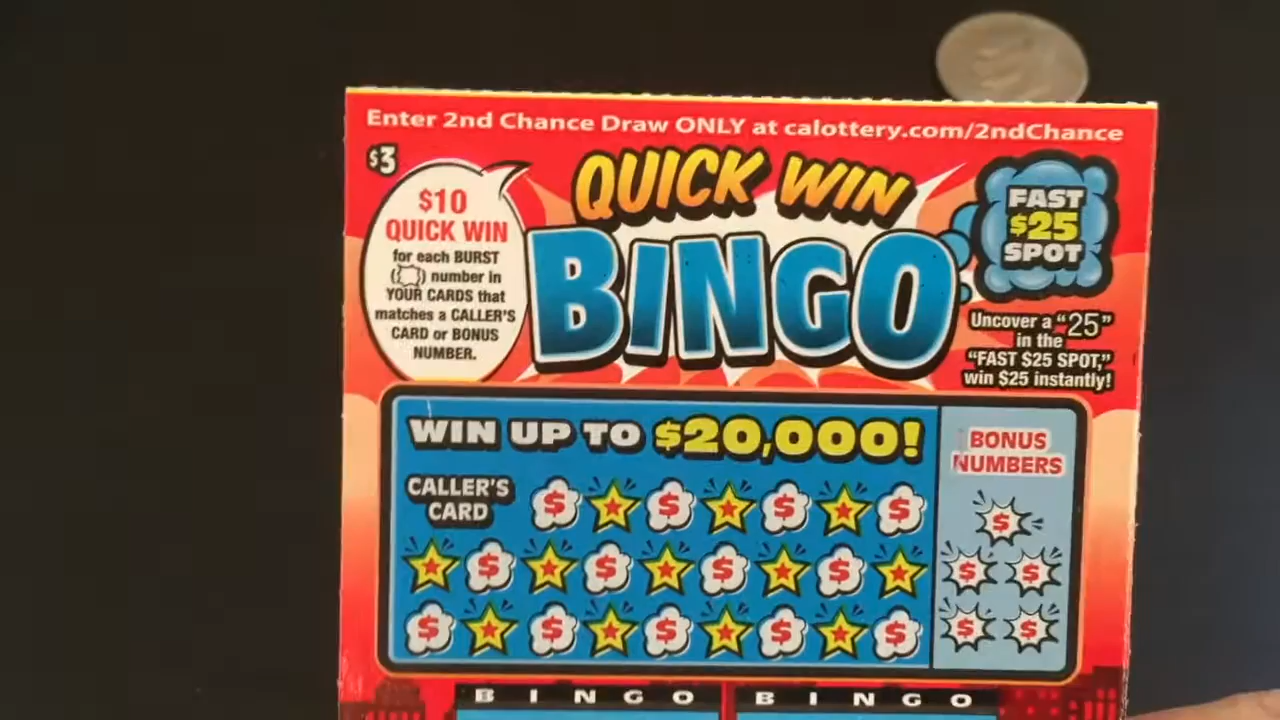 Enter 2nd Chance Draw ONLY at calottery.com/2ndChance
$3
$10
QUICK WIN
for each BURST
( ) number in
YOUR CARDS that
matches a CALLER'S
CARD or BONUS
NUMBER.
QUICK WIN
BINGO
FAST
$25
SPOT
Uncover a "25"
in the
"FAST $25 SPOT,"
win $25 instantly!
WIN UP TO $20,000!
BONUS
NUMBERS
CALLER'S
CARD
$ $ $ $
$ $ $ $
$ $ $ $ $
$
$ $
$ $
B I N G O
B I N G O